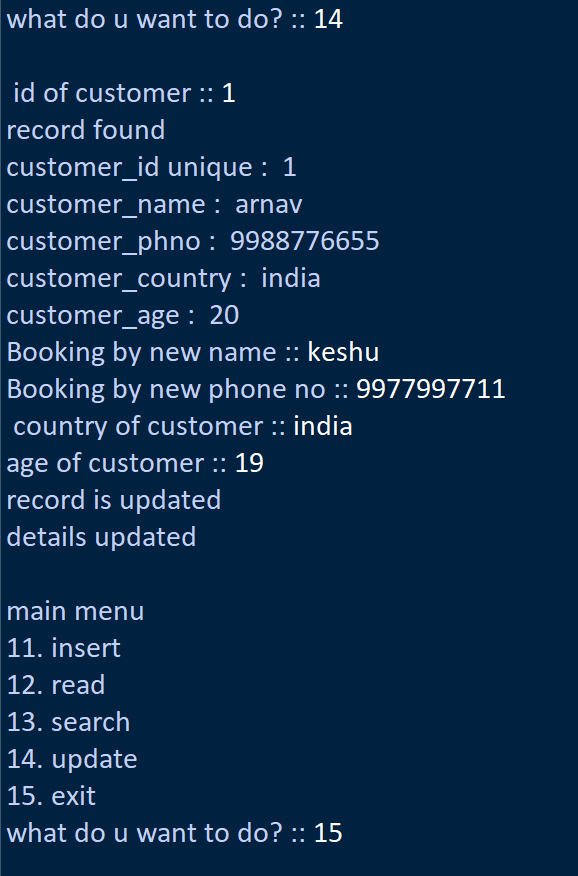 what do u want to do? :: 14
id of customer :: 1
record found
customer_id unique :  1
customer_name :  arnav
customer_phno :  9988776655
customer_country :  india
customer_age :  20
Booking by new name :: keshu
Booking by new phone no :: 9977997711
country of customer :: india
age of customer :: 19
record is updated
details updated
main menu
11. insert
12. read
13. search
14. update
15. exit
what do u want to do? :: 15